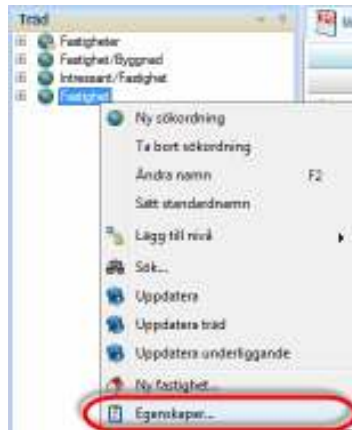 Träd
Fastigheter
Fastighet/Byggnad
Intressant/Fastighet
Fastighet
Ny sökordning
Ta bort sökordning
Ändra namn F2
Sätt standardnamn
Lägg till nivå
Sök...
Uppdatera
Uppdatera träd
Uppdatera underliggande
Ny fastighet...
Egenskaper...